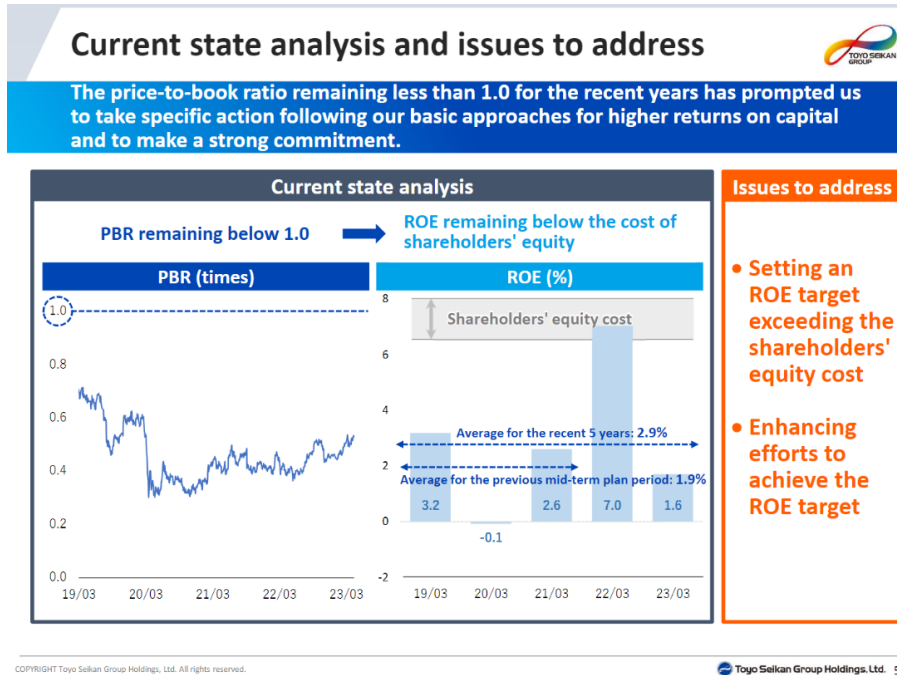 Current state analysis and issues to address
TOYO SEIKAN
GROUP
The price-to-book ratio remaining less than 1.0 for the recent years has prompted us
to take specific action following our basic approaches for higher returns on capital
and to make a strong commitment.
Current state analysis
PBR remaining below 1.0
ROE remaining below the cost of
shareholders' equity
PBR (times)
1.0
0.8
0.6
0.4
0.2
0.0
19/03 20/03 21/03 22/03 23/03
ROE (%)
8
6
4
2
0
-2
Shareholders' equity cost
Average for the recent 5 years: 2.9%
Average for the previous mid-term plan period: 1.9%
3.2 -0.1 2.6 7.0 1.6
19/03 20/03 21/03 22/03 23/03
Issues to address
• Setting an
ROE target
exceeding the
shareholders'
equity cost
• Enhancing
efforts to
achieve the
ROE target
COPYRIGHT Toyo Seikan Group Holdings, Ltd. All rights reserved.
Toyo Seikan Group Holdings, Ltd.